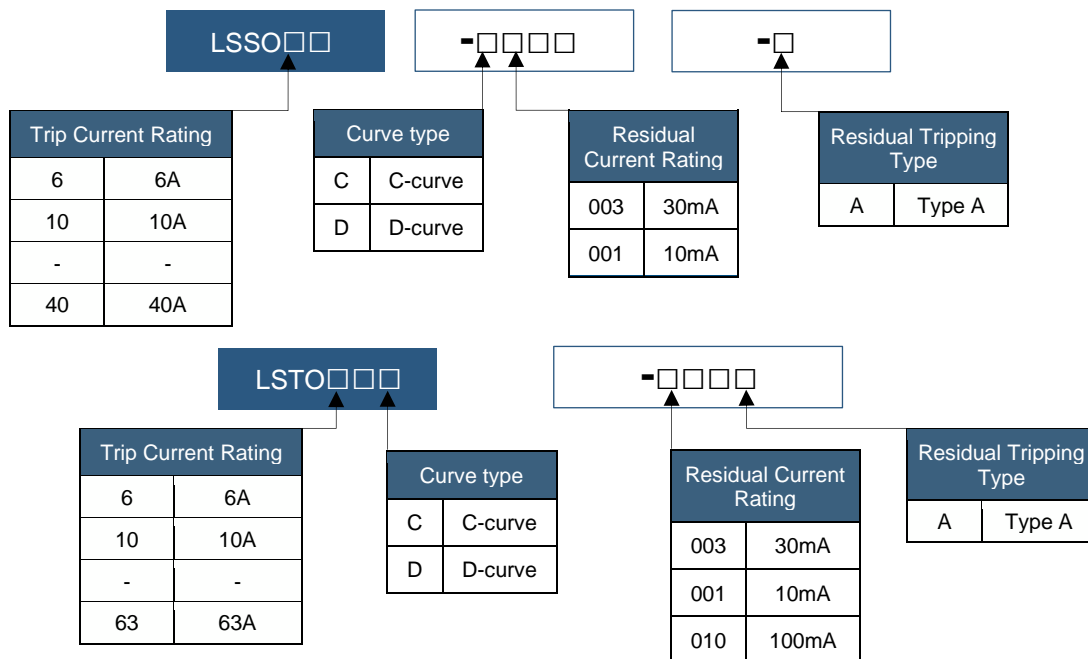 LSSO□□
-□□□□
-□
Trip Current Rating
6 6A
10 10A
- -
40 40A
Curve type
C C-curve
D D-curve
Residual
Current Rating
003 30mA
001 10mA
Residual Tripping
Type
A Type A
LSTO□□□
-□□□□
Trip Current Rating
6 6A
10 10A
- -
63 63A
Curve type
C C-curve
D D-curve
Residual Current
Rating
003 30mA
001 10mA
010 100mA
Residual Tripping
Type
A Type A